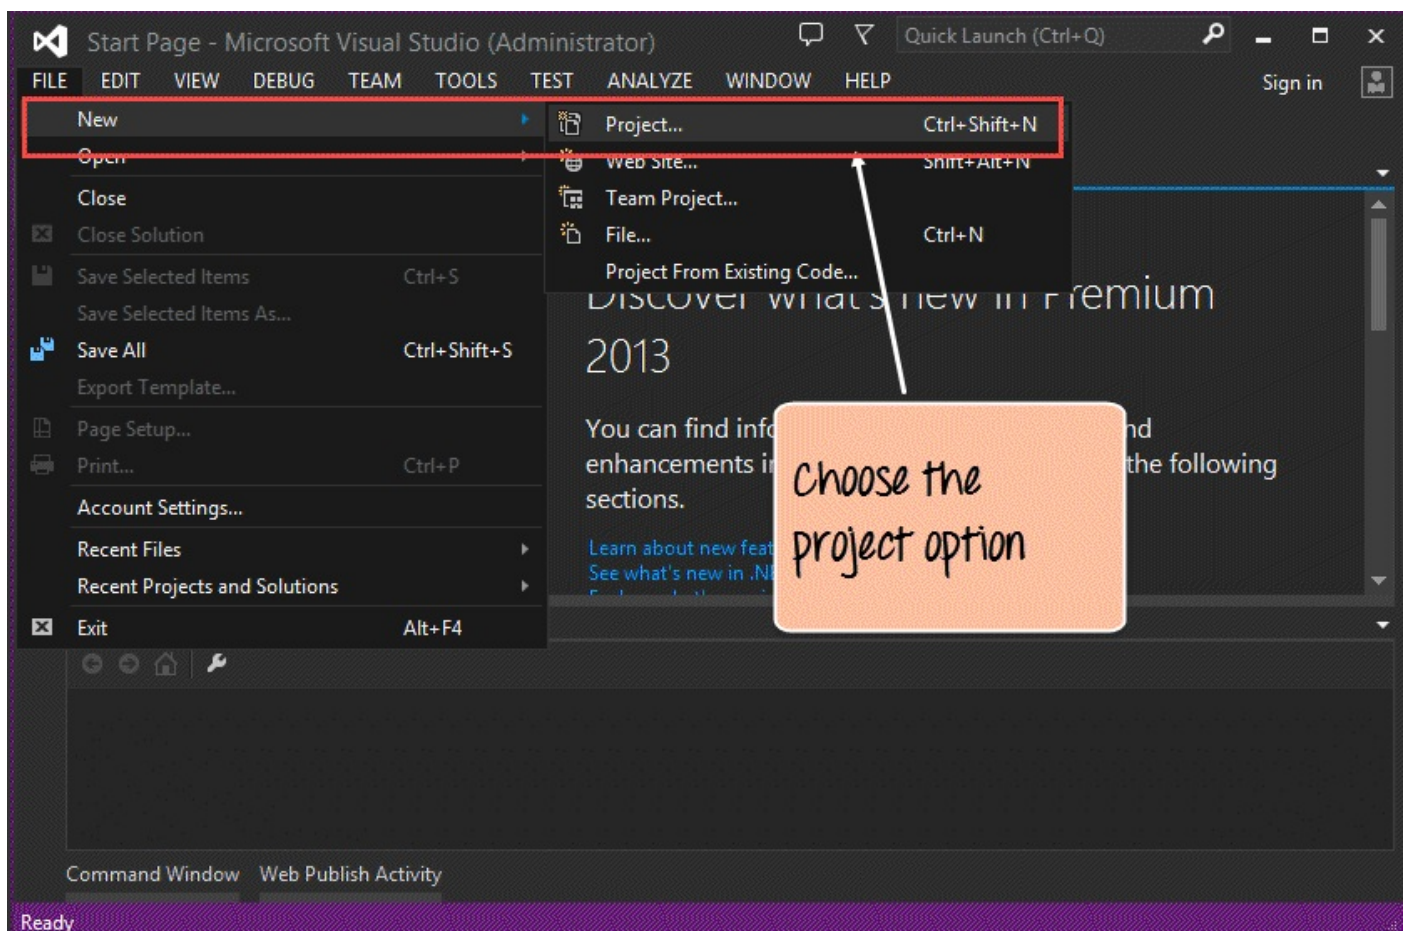 Start Page - Microsoft Visual Studio (Administrator)
Quick Launch (Ctrl+Q)
FILE EDIT VIEW DEBUG TEAM TOOLS TEST ANALYZE WINDOW HELP
Sign in
New
Open
Close
Close Solution
Save Selected Items Ctrl+S
Save Selected Items As...
Save All Ctrl+Shift+S
Export Template...
Page Setup...
Print... Ctrl+P
Account Settings...
Recent Files
Recent Projects and Solutions
Exit Alt+F4
Project... Ctrl+Shift+N
Web Site... Shift+Alt+N
Team Project...
File... Ctrl+N
Project From Existing Code...
Discover what's new in Premium
2013
You can find
enhancements the following
sections.
Learn about new
See what's new in
Choose the
project option
Command Window Web Publish Activity
Ready